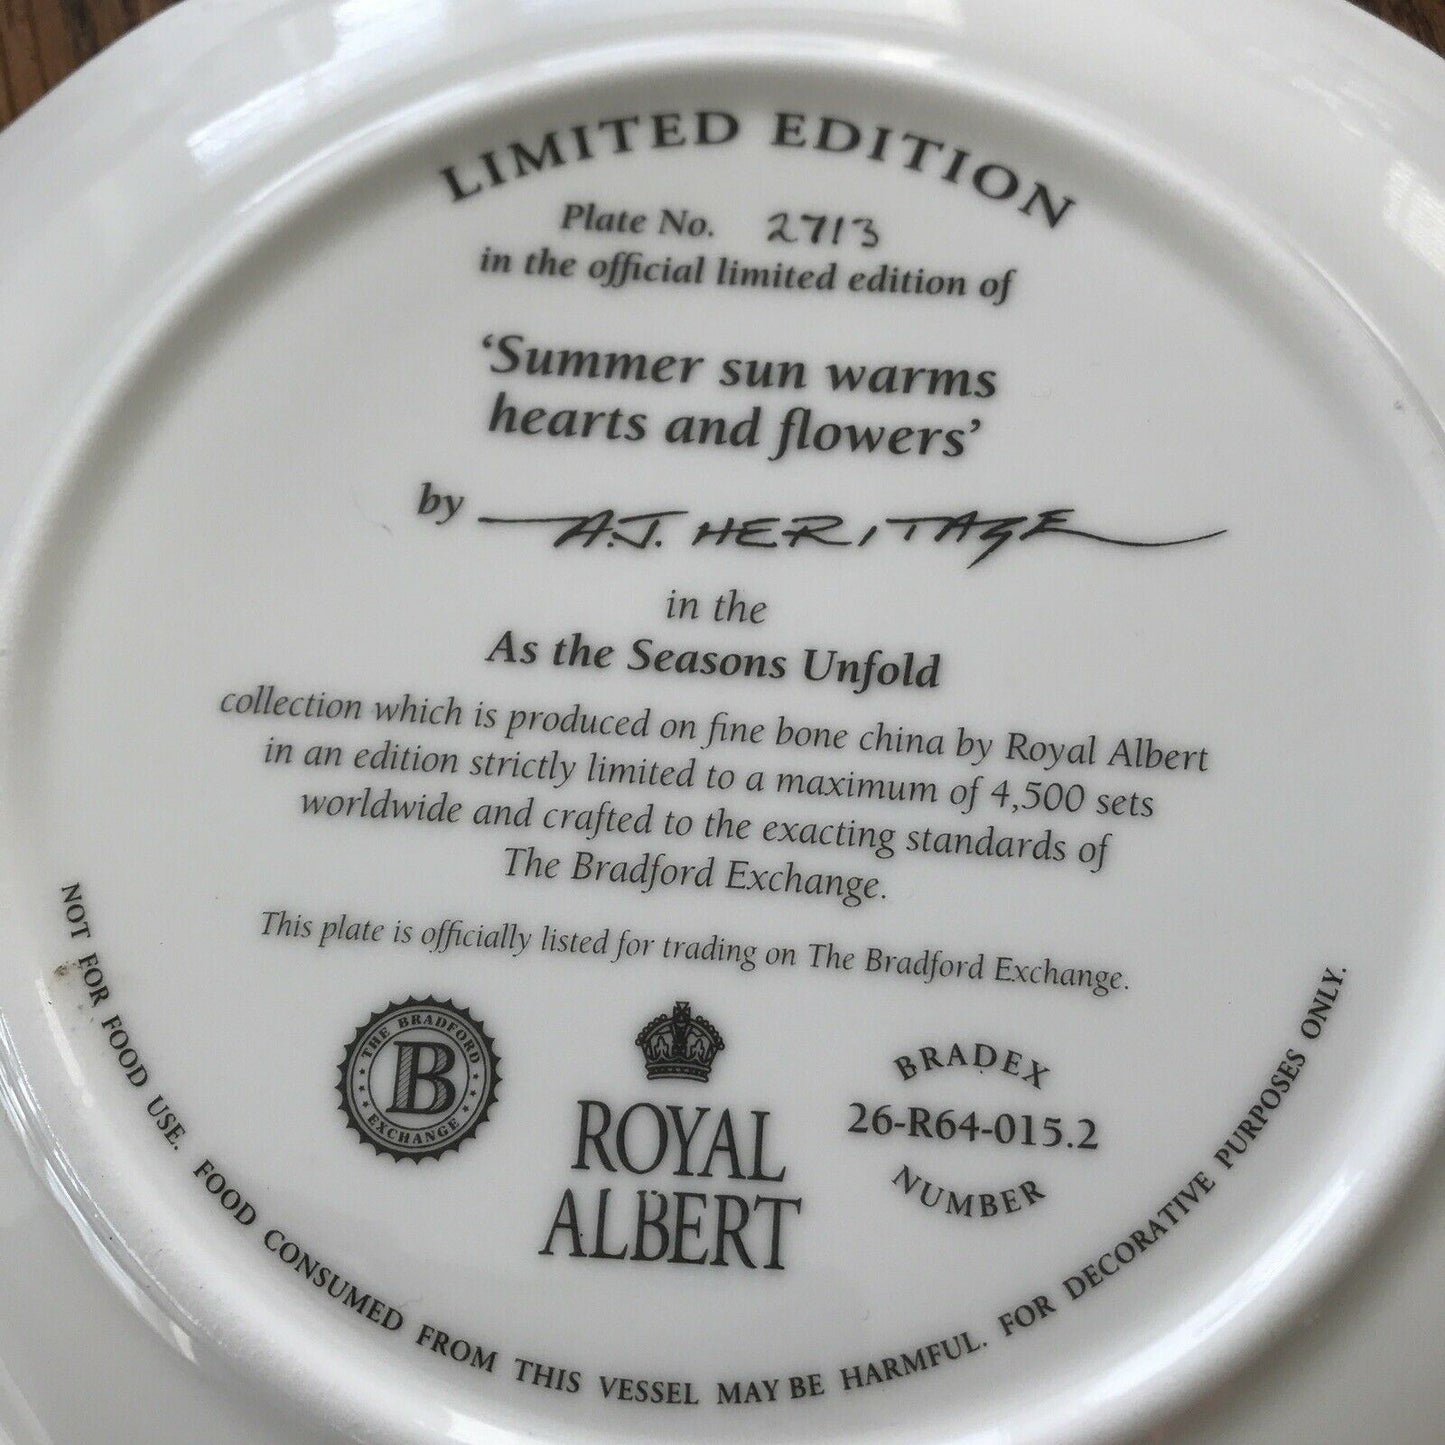 LIMITED EDITION
Plate No. 2713
in the official limited edition of
‘Summer sun warms
hearts and flowers’
by A.J. HERITAGE
in the
As the Seasons Unfold
collection which is produced on fine bone china by Royal Albert
in an edition strictly limited to a maximum of 4,500 sets
worldwide and crafted to the exacting standards of
The Bradford Exchange.
This plate is officially listed for trading on The Bradford Exchange.
THE BRADFORD
B
EXCHANGE
ROYAL
ALBERT
BRADEX
26-R64-015.2
NUMBER
NOT FOR FOOD USE. FOOD CONSUMED FROM THIS VESSEL MAY BE HARMFUL. FOR DECORATIVE PURPOSES ONLY.